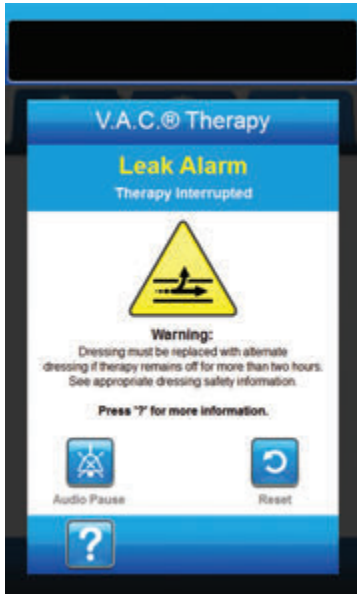 V.A.C.® Therapy
Leak Alarm
Therapy Interrupted
Warning:
Dressing must be replaced with alternate
dressing if therapy remains off for more than two hours.
See appropriate dressing safety information.
Press '?' for more information.
Audio Pause
Reset
?